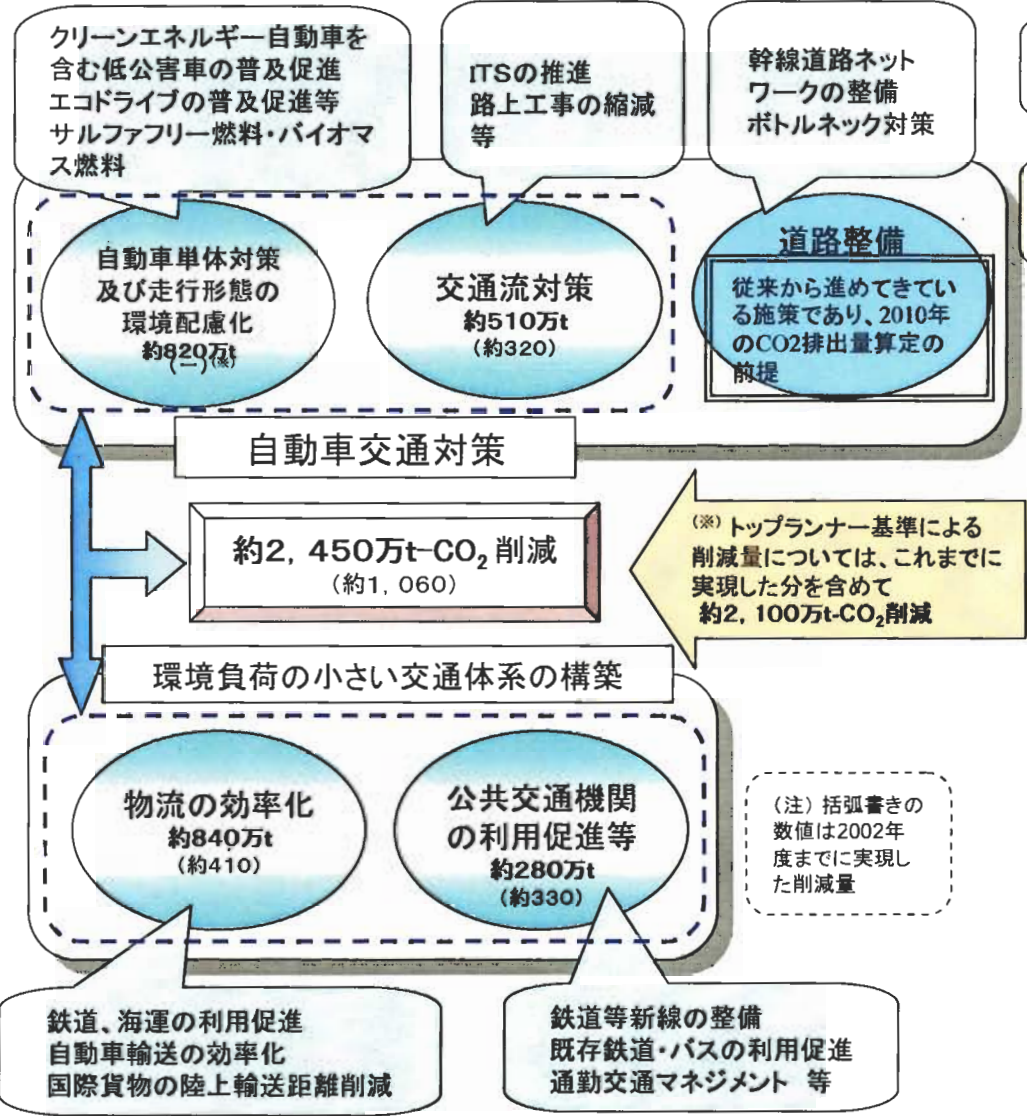 クリーンエネルギー自動車を
含む低公害車の普及促進
エコドライブの普及促進等
サルファフリー燃料・バイオマ
ス燃料
ITSの推進
路上工事の縮減
等
幹線道路ネット
ワークの整備
ボトルネック対策
自動車単体対策
及び走行形態の
環境配慮化
約820万t
(ー)(※)
交通流対策
約510万t
(約320)
道路整備
従来から進めてきてい
る施策であり、2010年
のCO2排出量算定の
前提
自動車交通対策
約2，450万t-CO₂削減
(約1，060)
(※)トップランナー基準による
削減量については、これまでに
実現した分を含めて
約2，100万t-CO₂削減
環境負荷の小さい交通体系の構築
物流の効率化
約840万t
(約410)
公共交通機関
の利用促進等
約280万t
(約330)
(注)括弧書きの
数値は2002年
度までに実現し
た削減量
鉄道、海運の利用促進
自動車輸送の効率化
国際貨物の陸上輸送距離削減
鉄道等新線の整備
既存鉄道・バスの利用促進
通勤交通マネジメント 等